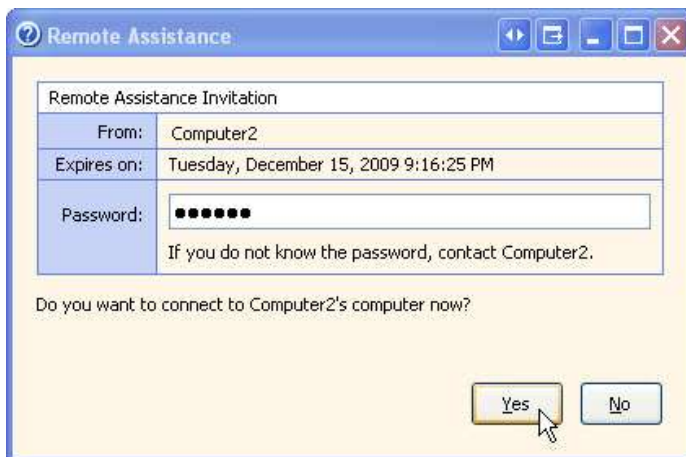 Remote Assistance
Remote Assistance Invitation
From: Computer2
Expires on: Tuesday, December 15, 2009 9:16:25 PM
Password: ●●●●●●
If you do not know the password, contact Computer2.
Do you want to connect to Computer2's computer now?
Yes No